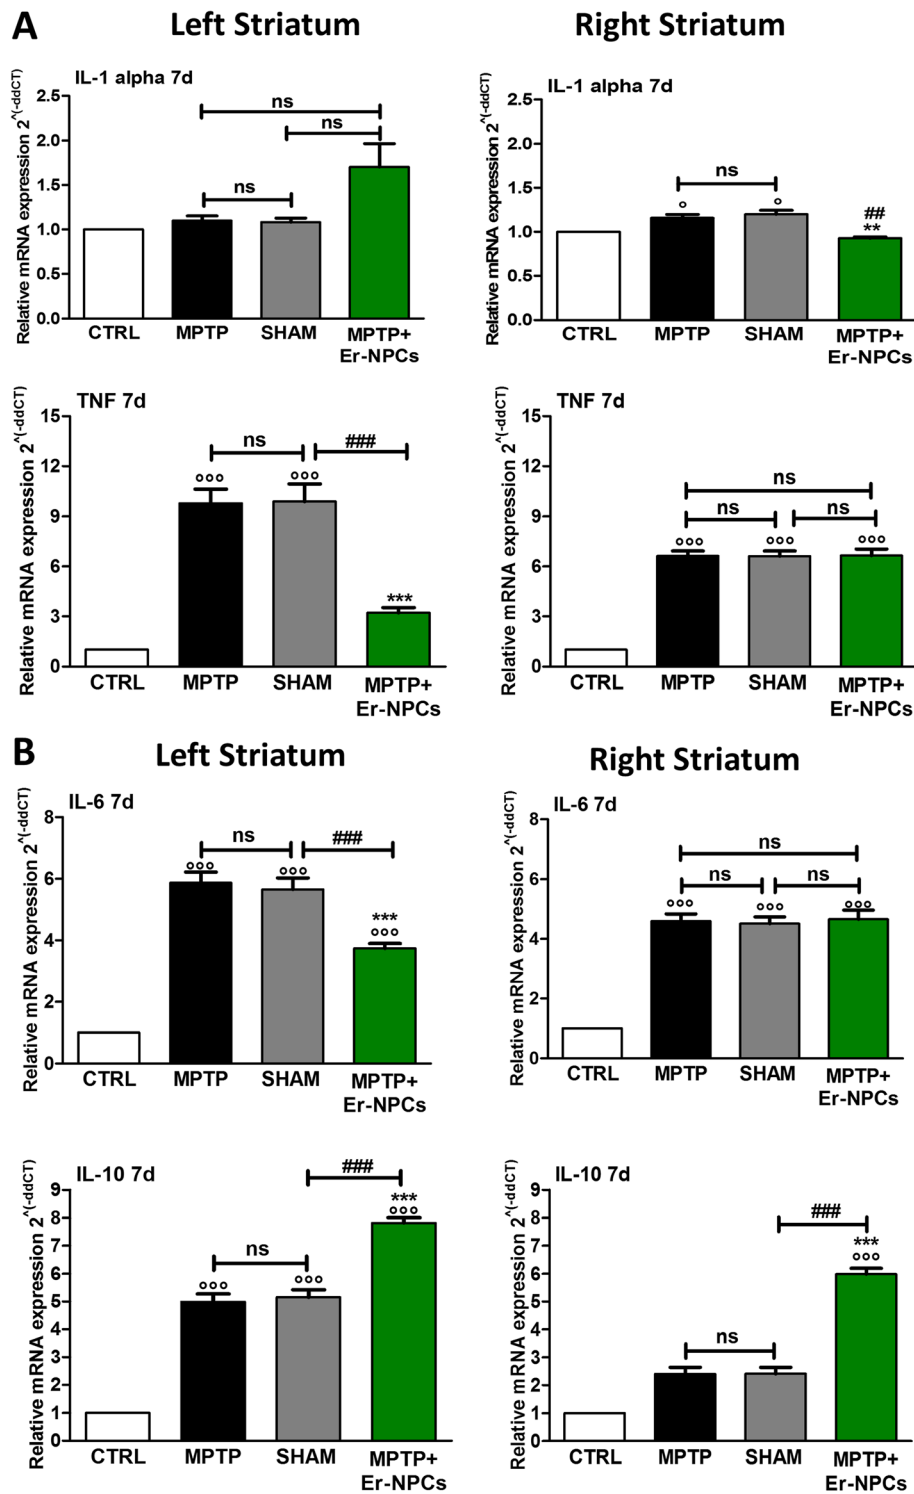 A
Left Striatum
Right Striatum
IL-1 alpha 7d
Relative mRNA expression 2^(-ddCT)
2.5
2.0
1.5
1.0
0.5
0.0
ns
ns
ns
CTRL
MPTP
SHAM
MPTP+
Er-NPCs
IL-1 alpha 7d
Relative mRNA expression 2^(-ddCT)
2.5
2.0
1.5
1.0
0.5
0.0
ns
°
°
##
**
CTRL
MPTP
SHAM
MPTP+
Er-NPCs
TNF 7d
Relative mRNA expression 2^(-ddCT)
15
12
9
6
3
0
ns
###
°°°
°°°
***
CTRL
MPTP
SHAM
MPTP+
Er-NPCs
TNF 7d
Relative mRNA expression 2^(-ddCT)
15
12
9
6
3
0
ns
ns
ns
°°°
°°°
°°°
CTRL
MPTP
SHAM
MPTP+
Er-NPCs
B
Left Striatum
Right Striatum
IL-6 7d
Relative mRNA expression 2^(-ddCT)
8
6
4
2
0
ns
###
°°°
°°°
***
°°°
CTRL
MPTP
SHAM
MPTP+
Er-NPCs
IL-6 7d
Relative mRNA expression 2^(-ddCT)
8
6
4
2
0
ns
ns
ns
°°°
°°°
°°°
CTRL
MPTP
SHAM
MPTP+
Er-NPCs
IL-10 7d
Relative mRNA expression 2^(-ddCT)
9
8
7
6
5
4
3
2
1
0
###
ns
°°°
°°°
***
°°°
CTRL
MPTP
SHAM
MPTP+
Er-NPCs
IL-10 7d
Relative mRNA expression 2^(-ddCT)
9
8
7
6
5
4
3
2
1
0
###
ns
***
°°°
CTRL
MPTP
SHAM
MPTP+
Er-NPCs